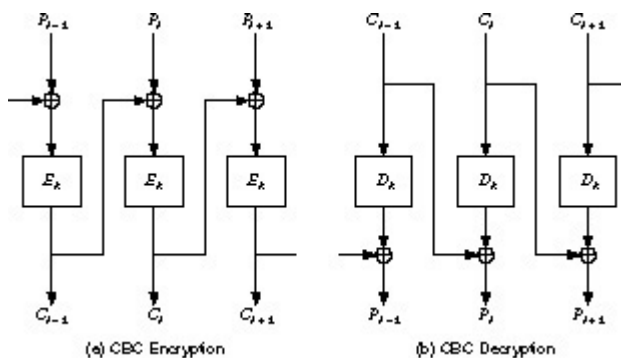 P_{i-1} P_i P_{i+1}
E_k E_k E_k
C_{i-1} C_i C_{i+1}
(a) CBC Encryption
C_{i-1} C_i C_{i+1}
D_k D_k D_k
P_{i-1} P_i P_{i+1}
(b) CBC Decryption